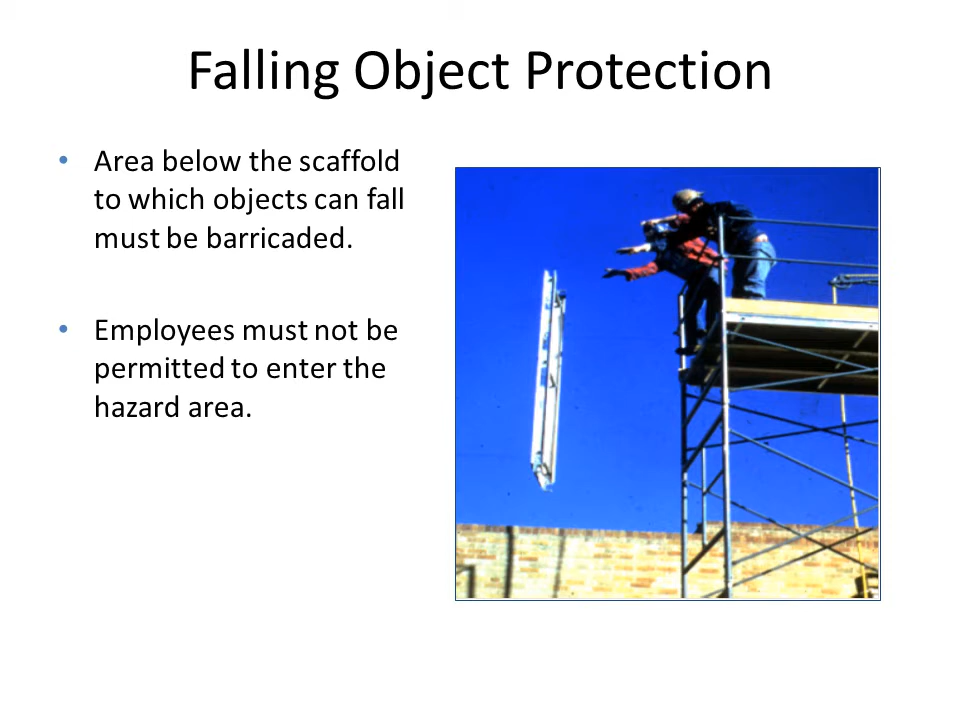 Falling Object Protection
• Area below the scaffold
to which objects can fall
must be barricaded.
• Employees must not be
permitted to enter the
hazard area.